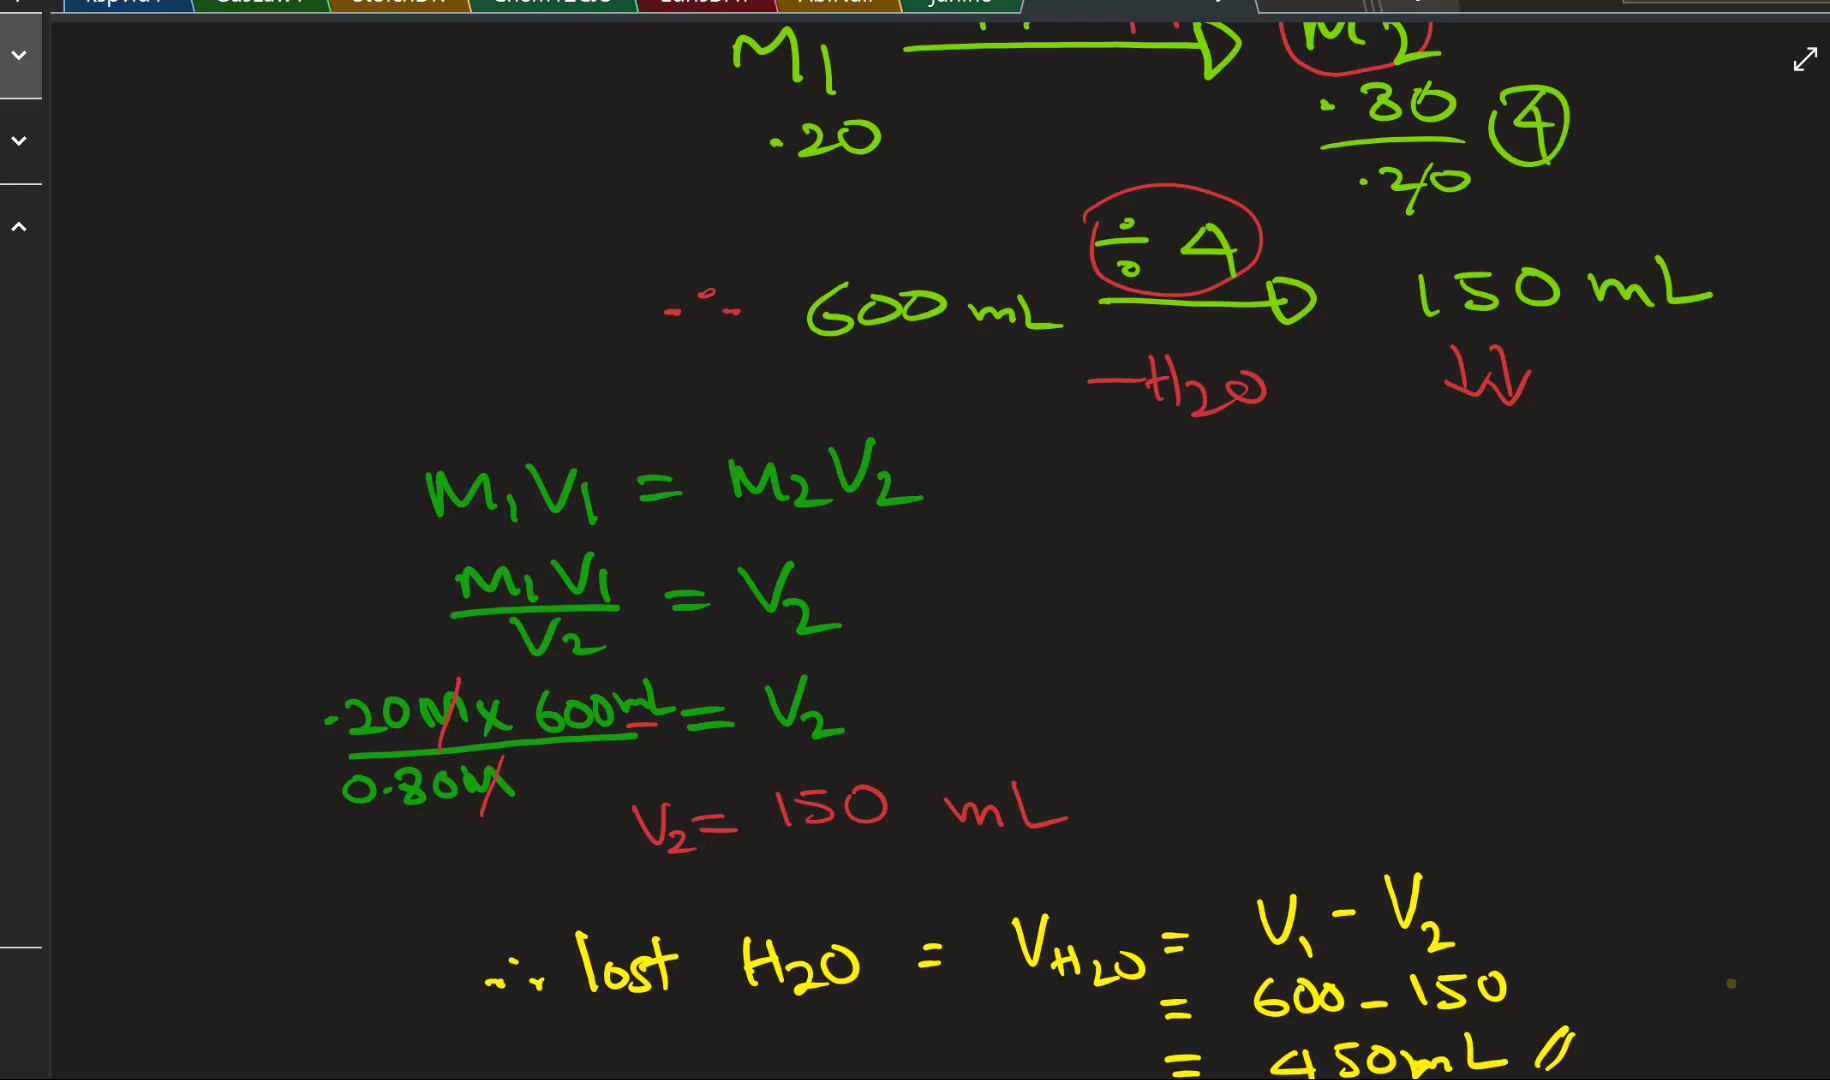 M1 M2
.20 .80 4
.20
÷ 4
∴ 600 mL 150 mL
-H2O ↓↓
M1V1 = M2V2
M1V1 = V2
V2
.20M x 600mL = V2
0.80M
V2 = 150 mL
∴ lost H2O = VH2O = V1 - V2
= 600 - 150
= 450mL //